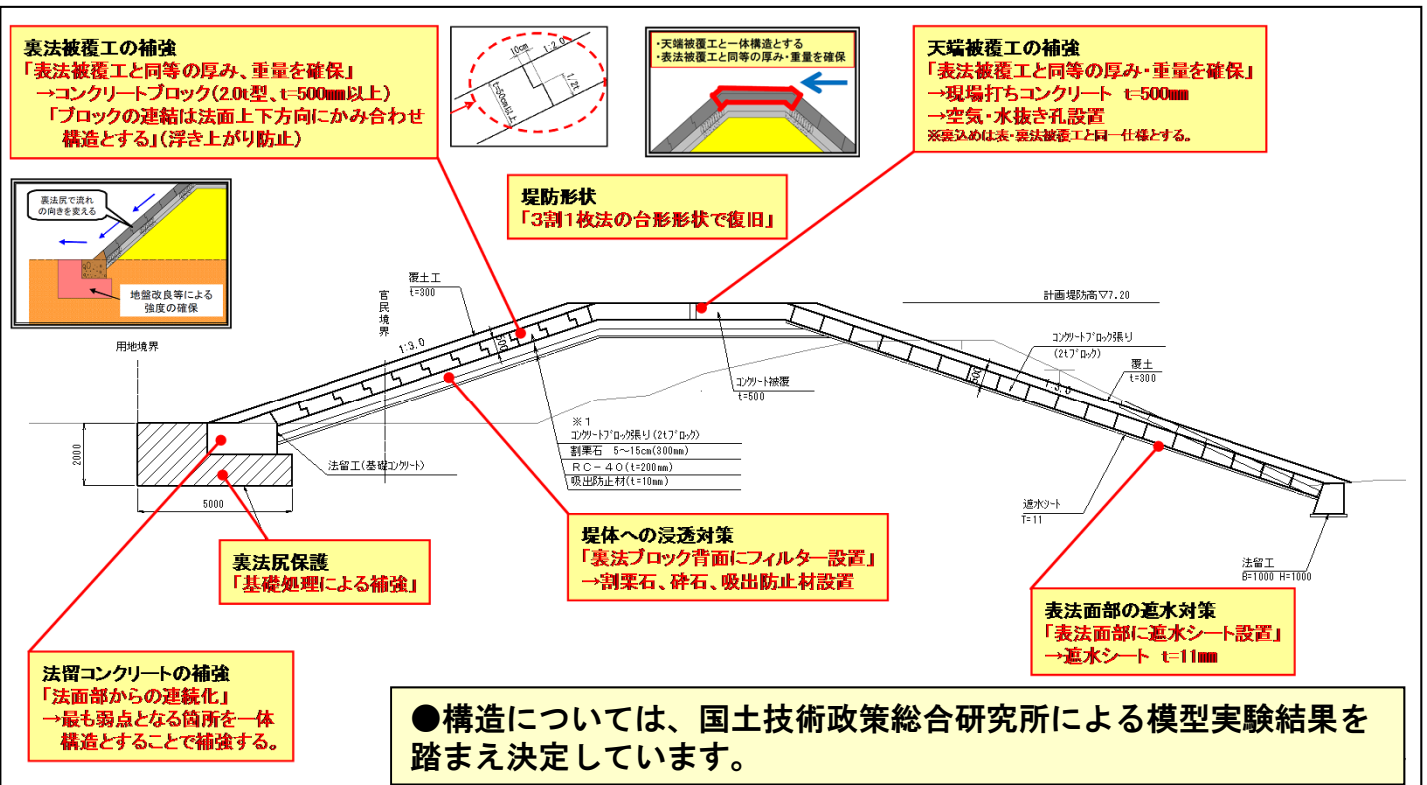 裏法被覆工の補強
「表法被覆工と同等の厚み、重量を確保」
→コンクリートブロック(2.0t型、t=500mm以上)
「ブロックの連結は法面上下方向にかみ合わせ
構造とする」(浮き上がり防止)
10cm
1:2.0
t=50cm以上
1/2t
・天端被覆工と一体構造とする
・表法被覆工と同等の厚み・重量を確保
天端被覆工の補強
「表法被覆工と同等の厚み・重量を確保」
→現場打ちコンクリート t=500mm
→空気・水抜き孔設置
※裏込めは表・裏法被覆工と同一仕様とする。
裏法尻で流れ
の向きを変える
地盤改良等による
強度の確保
堤防形状
「3割1枚法の台形形状で復旧」
用地境界
官民境界
覆土工
t=300
1:3.0
500
計画堤防高▽7.20
コンクリートブロック張り
(2tブロック)
覆土
t=300
500
1:3.0
コンクリート被覆
t=500
※1
コンクリートブロック張り(2tブロック)
割栗石 5～15cm(300mm)
RC-40(t=200mm)
吸出防止材(t=10mm)
法留工(基礎コンクリート)
2000
5000
遮水シート
T=11
法留工
B=1000 H=1000
裏法尻保護
「基礎処理による補強」
堤体への浸透対策
「裏法ブロック背面にフィルター設置」
→割栗石、砕石、吸出防止材設置
表法面部の遮水対策
「表法面部に遮水シート設置」
→遮水シート t=11mm
法留コンクリートの補強
「法面部からの連続化」
→最も弱点となる箇所を一体
構造とすることで補強する。
●構造については、国土技術政策総合研究所による模型実験結果を
踏まえ決定しています。